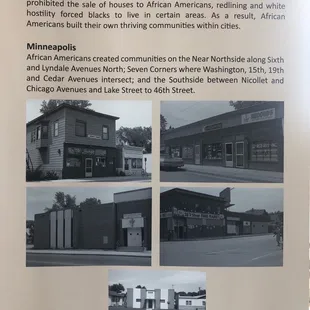 prohibited the sale of houses to African Americans, redlining and white
hostility forced blacks to live in certain areas. As a result, African
Americans built their own thriving communities within cities.
Minneapolis
African Americans created communities on the Near Northside along Sixth
and Lyndale Avenues North; Seven Corners where Washington, 15th, 19th
and Cedar Avenues intersect; and the Southside between Nicollet and
Chicago Avenues and Lake Street to 46th Street.